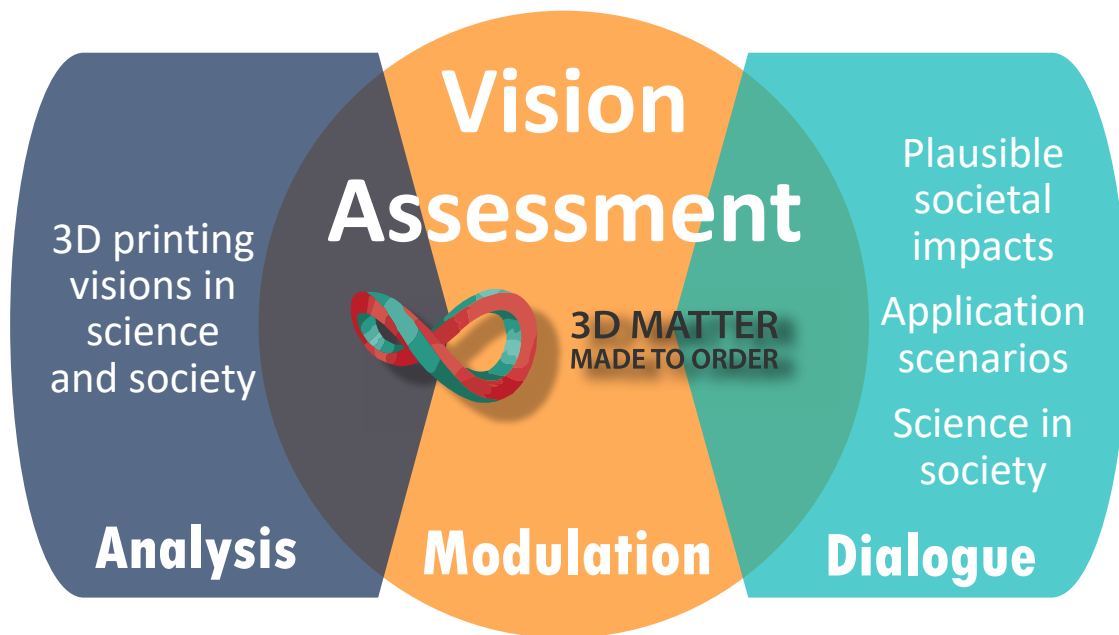 Vision
Assessment
3D printing
visions in
science
and society
3D MATTER
MADE TO ORDER
Plausible
societal
impacts
Application
scenarios
Science in
society
Analysis
Modulation
Dialogue